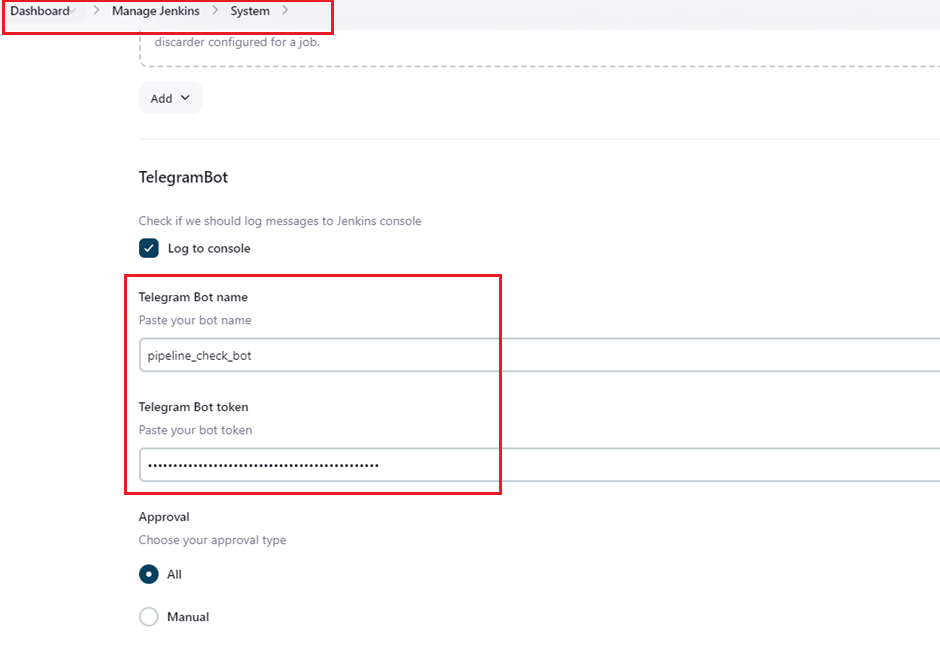 Dashboard > Manage Jenkins > System >
discarder configured for a job.
Add
TelegramBot
Check if we should log messages to Jenkins console
Log to console
Telegram Bot name
Paste your bot name
pipeline_check_bot
Telegram Bot token
Paste your bot token
••••••••••••••••••••••••••••••••••••••••••••••
Approval
Choose your approval type
All
Manual